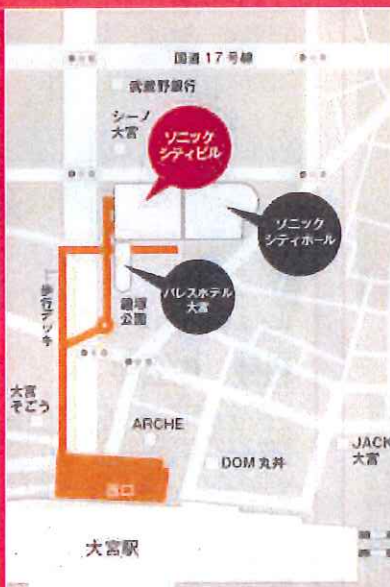 国道17号線
武蔵野銀行
シーノ
大宮
ソニック
シティビル
ソニック
シティホール
パレスホテル
大宮
鐘塚
公園
歩行デッキ
大宮
そごう
ARCHE
DOM 丸井
JACK
大宮
西口
大宮駅